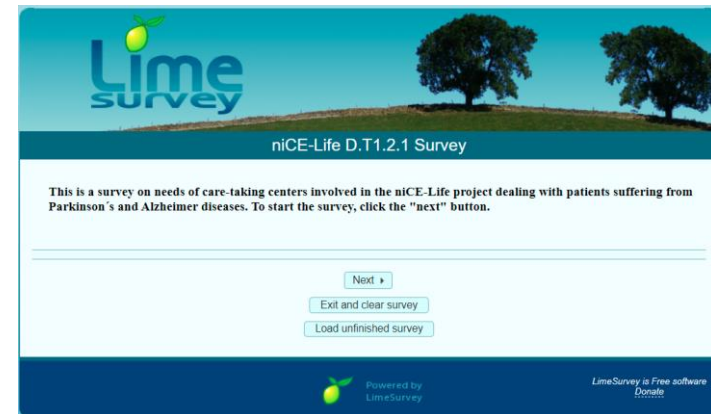 Lime
survey
niCE-Life D.T1.2.1 Survey
This is a survey on needs of care-taking centers involved in the niCE-Life project dealing with patients suffering from
Parkinson´s and Alzheimer diseases. To start the survey, click the "next" button.
Next
Exit and clear survey
Load unfinished survey
Powered by
LimeSurvey
LimeSurvey is Free software
Donate